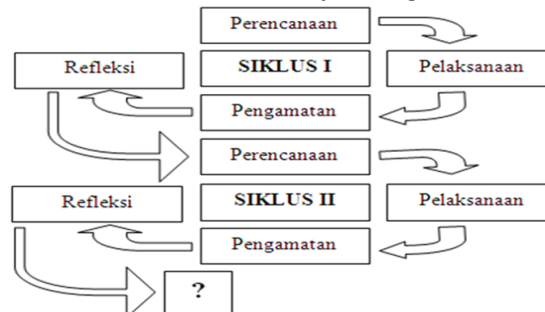 Perencanaan
Refleksi
SIKLUS I
Pelaksanaan
Pengamatan
Perencanaan
Refleksi
SIKLUS II
Pelaksanaan
Pengamatan
?